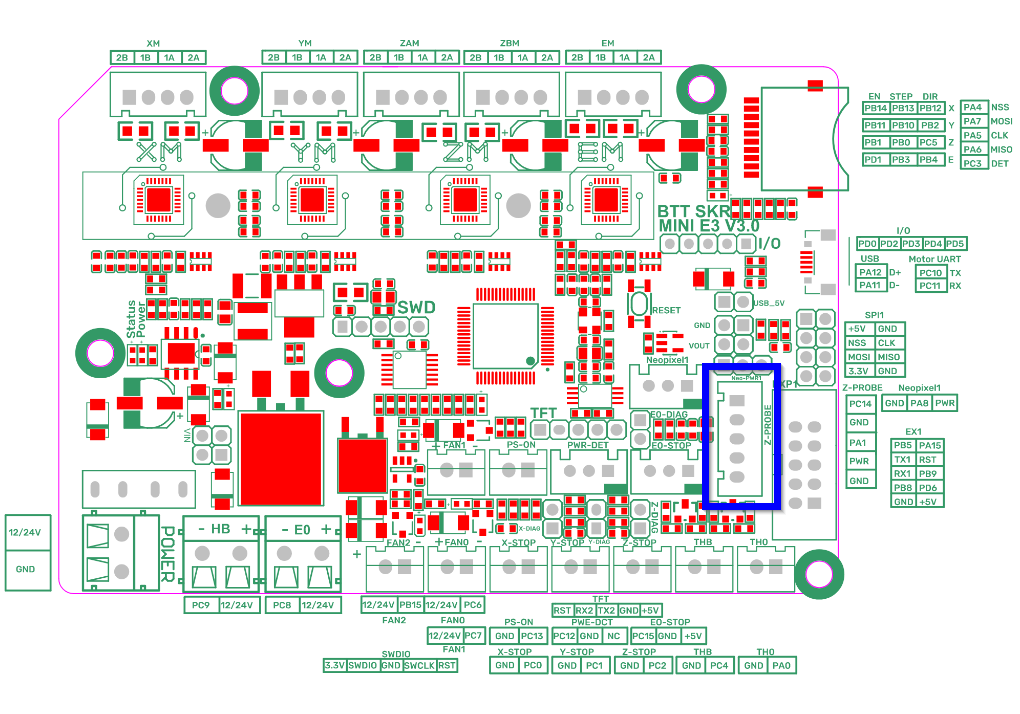 XM YM ZAM ZBM EM
2B 1B 1A 2A 2B 1B 1A 2A 2B 1B 1A 2A 2B 1B 1A 2A 2B 1B 1A 2A
EN STEP DIR
PB14 PB13 PB12 X
PB11 PB10 PB2 Y
PB1 PB0 PC5 Z
PD1 PB3 PB4 E
PA4 NSS
PA7 MOSI
PA5 CLK
PA6 MISO
PC3 DET
+ + + +
XM YM ZM EM
BTT SKR
MINI E3 V3.0
I/O
I/O
PD0 PD2 PD3 PD4 PD5
USB
PA12 D+
PA11 D-
Motor UART
PC10 TX
PC11 RX
Status
Power
SWD
RESET
USB_5V
GND
VOUT
Neopixel1
Neo-PWR1
SPI1
+5V GND
NSS CLK
MOSI MISO
3.3V GND
Z-PROBE
PC14
GND
PA1
PWR
GND
Neopixel1
GND PA8 PWR
EX1
PB5 PA15
TX1 RST
RX1 PB9
PB8 PD6
GND +5V
+
VIN
TFT
E0-DIAG
Z-PROBE
FAN1
PS-ON
PWR-DET
E0-STOP
POWER
- HB +
- E0 +
FAN2 -
+ FAN0 -
X-DIAG
X-STOP
Y-STOP
Y-DIAG
Z-DIAG
Z-STOP
THB
TH0
+
12/24V
GND
PC9 12/24V
PC8 12/24V
12/24V PB15 12/24V PC6
FAN2 FAN0
12/24V PC7
FAN1
TFT
RST RX2 TX2 GND +5V
PS-ON PWE-DCT E0-STOP
GND PC13 PC12 GND NC PC15 GND +5V
SWDIO
3.3V SWDIO GND SWCLK RST
X-STOP Y-STOP Z-STOP THB TH0
GND PC0 GND PC1 GND PC2 GND PC4 GND PA0